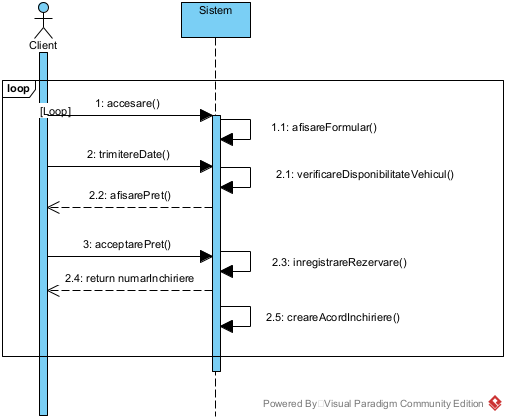 Sistem
Client
loop
[Loop]
1: accesare()
1.1: afisareFormular()
2: trimitereDate()
2.1: verificareDisponibilitateVehicul()
2.2: afisarePret()
3: acceptarePret()
2.3: inregistrareRezervare()
2.4: return numarInchiriere
2.5: creareAcordInchiriere()
Powered By Visual Paradigm Community Edition